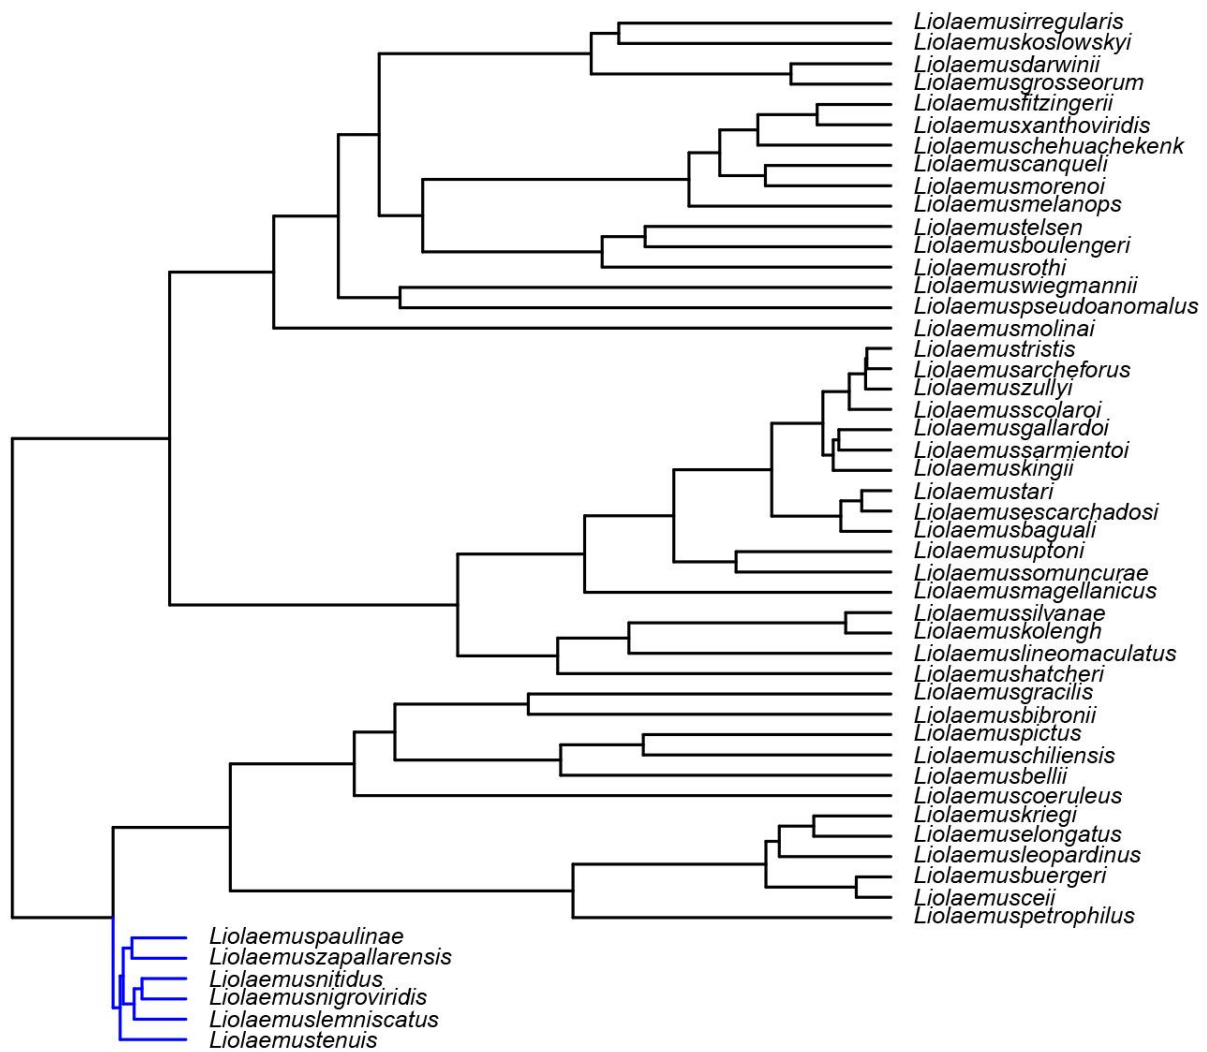 Liolaemusirregularis
Liolaemuskoslowskyi
Liolaemusdarwinii
Liolaemusgrosseorum
Liolaemusfitzingerii
Liolaemusxanthoviridis
Liolaemuschehuachekenk
Liolaemuscanqueli
Liolaemusmorenoi
Liolaemusmelanops
Liolaemustelsen
Liolaemusboulengeri
Liolaemusrothi
Liolaemuswiegmannii
Liolaemuspseudoanomalus
Liolaemusmolinai
Liolaemustristis
Liolaemusarcheforus
Liolaemuszullyi
Liolaemusscolaroi
Liolaemusgallardoi
Liolaemussarmientoi
Liolaemuskingii
Liolaemustari
Liolaemusescarchadosi
Liolaemusbaguali
Liolaemusuptoni
Liolaemussomuncurae
Liolaemusmagellanicus
Liolaemussilvanae
Liolaemuskolengh
Liolaemuslineomaculatus
Liolaemushatcheri
Liolaemusgracilis
Liolaemusbibronii
Liolaemuspictus
Liolaemuschiliensis
Liolaemusbellii
Liolaemuscoeruleus
Liolaemuskriegi
Liolaemuselongatus
Liolaemusleopardinus
Liolaemusbuergeri
Liolaemusceii
Liolaemuspetrophilus
Liolaemuspaulinae
Liolaemuszapallarensis
Liolaemusnitidus
Liolaemusnigroviridis
Liolaemuslemniscatus
Liolaemustenuis